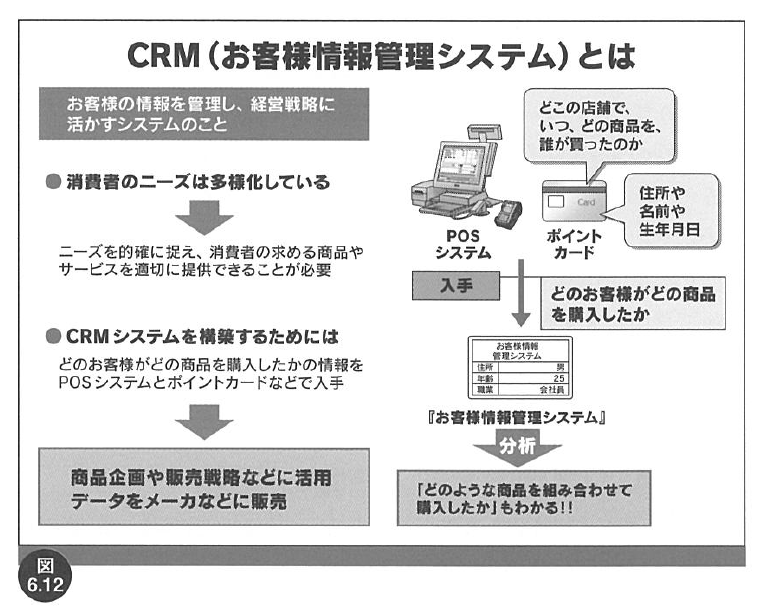 CRM（お客様情報管理システム）とは
お客様の情報を管理し、経営戦略に
活かすシステムのこと
●消費者のニーズは多様化している
ニーズを的確に捉え、消費者の求める商品や
サービスを適切に提供できることが必要
●CRMシステムを構築するためには
どのお客様がどの商品を購入したかの情報を
POSシステムとポイントカードなどで入手
商品企画や販売戦略などに活用
データをメーカなどに販売
どこの店舗で、
いつ、どの商品を、
誰が買ったのか
Card
住所や
名前や
生年月日
POS
システム
ポイント
カード
入手
どのお客様がどの商品
を購入したか
お客様情報
管理システム
住所 男
年齢 25
職業 会社員
『お客様情報管理システム』
分析
「どのような商品を組み合わせて
購入したか」もわかる!!
図
6.12